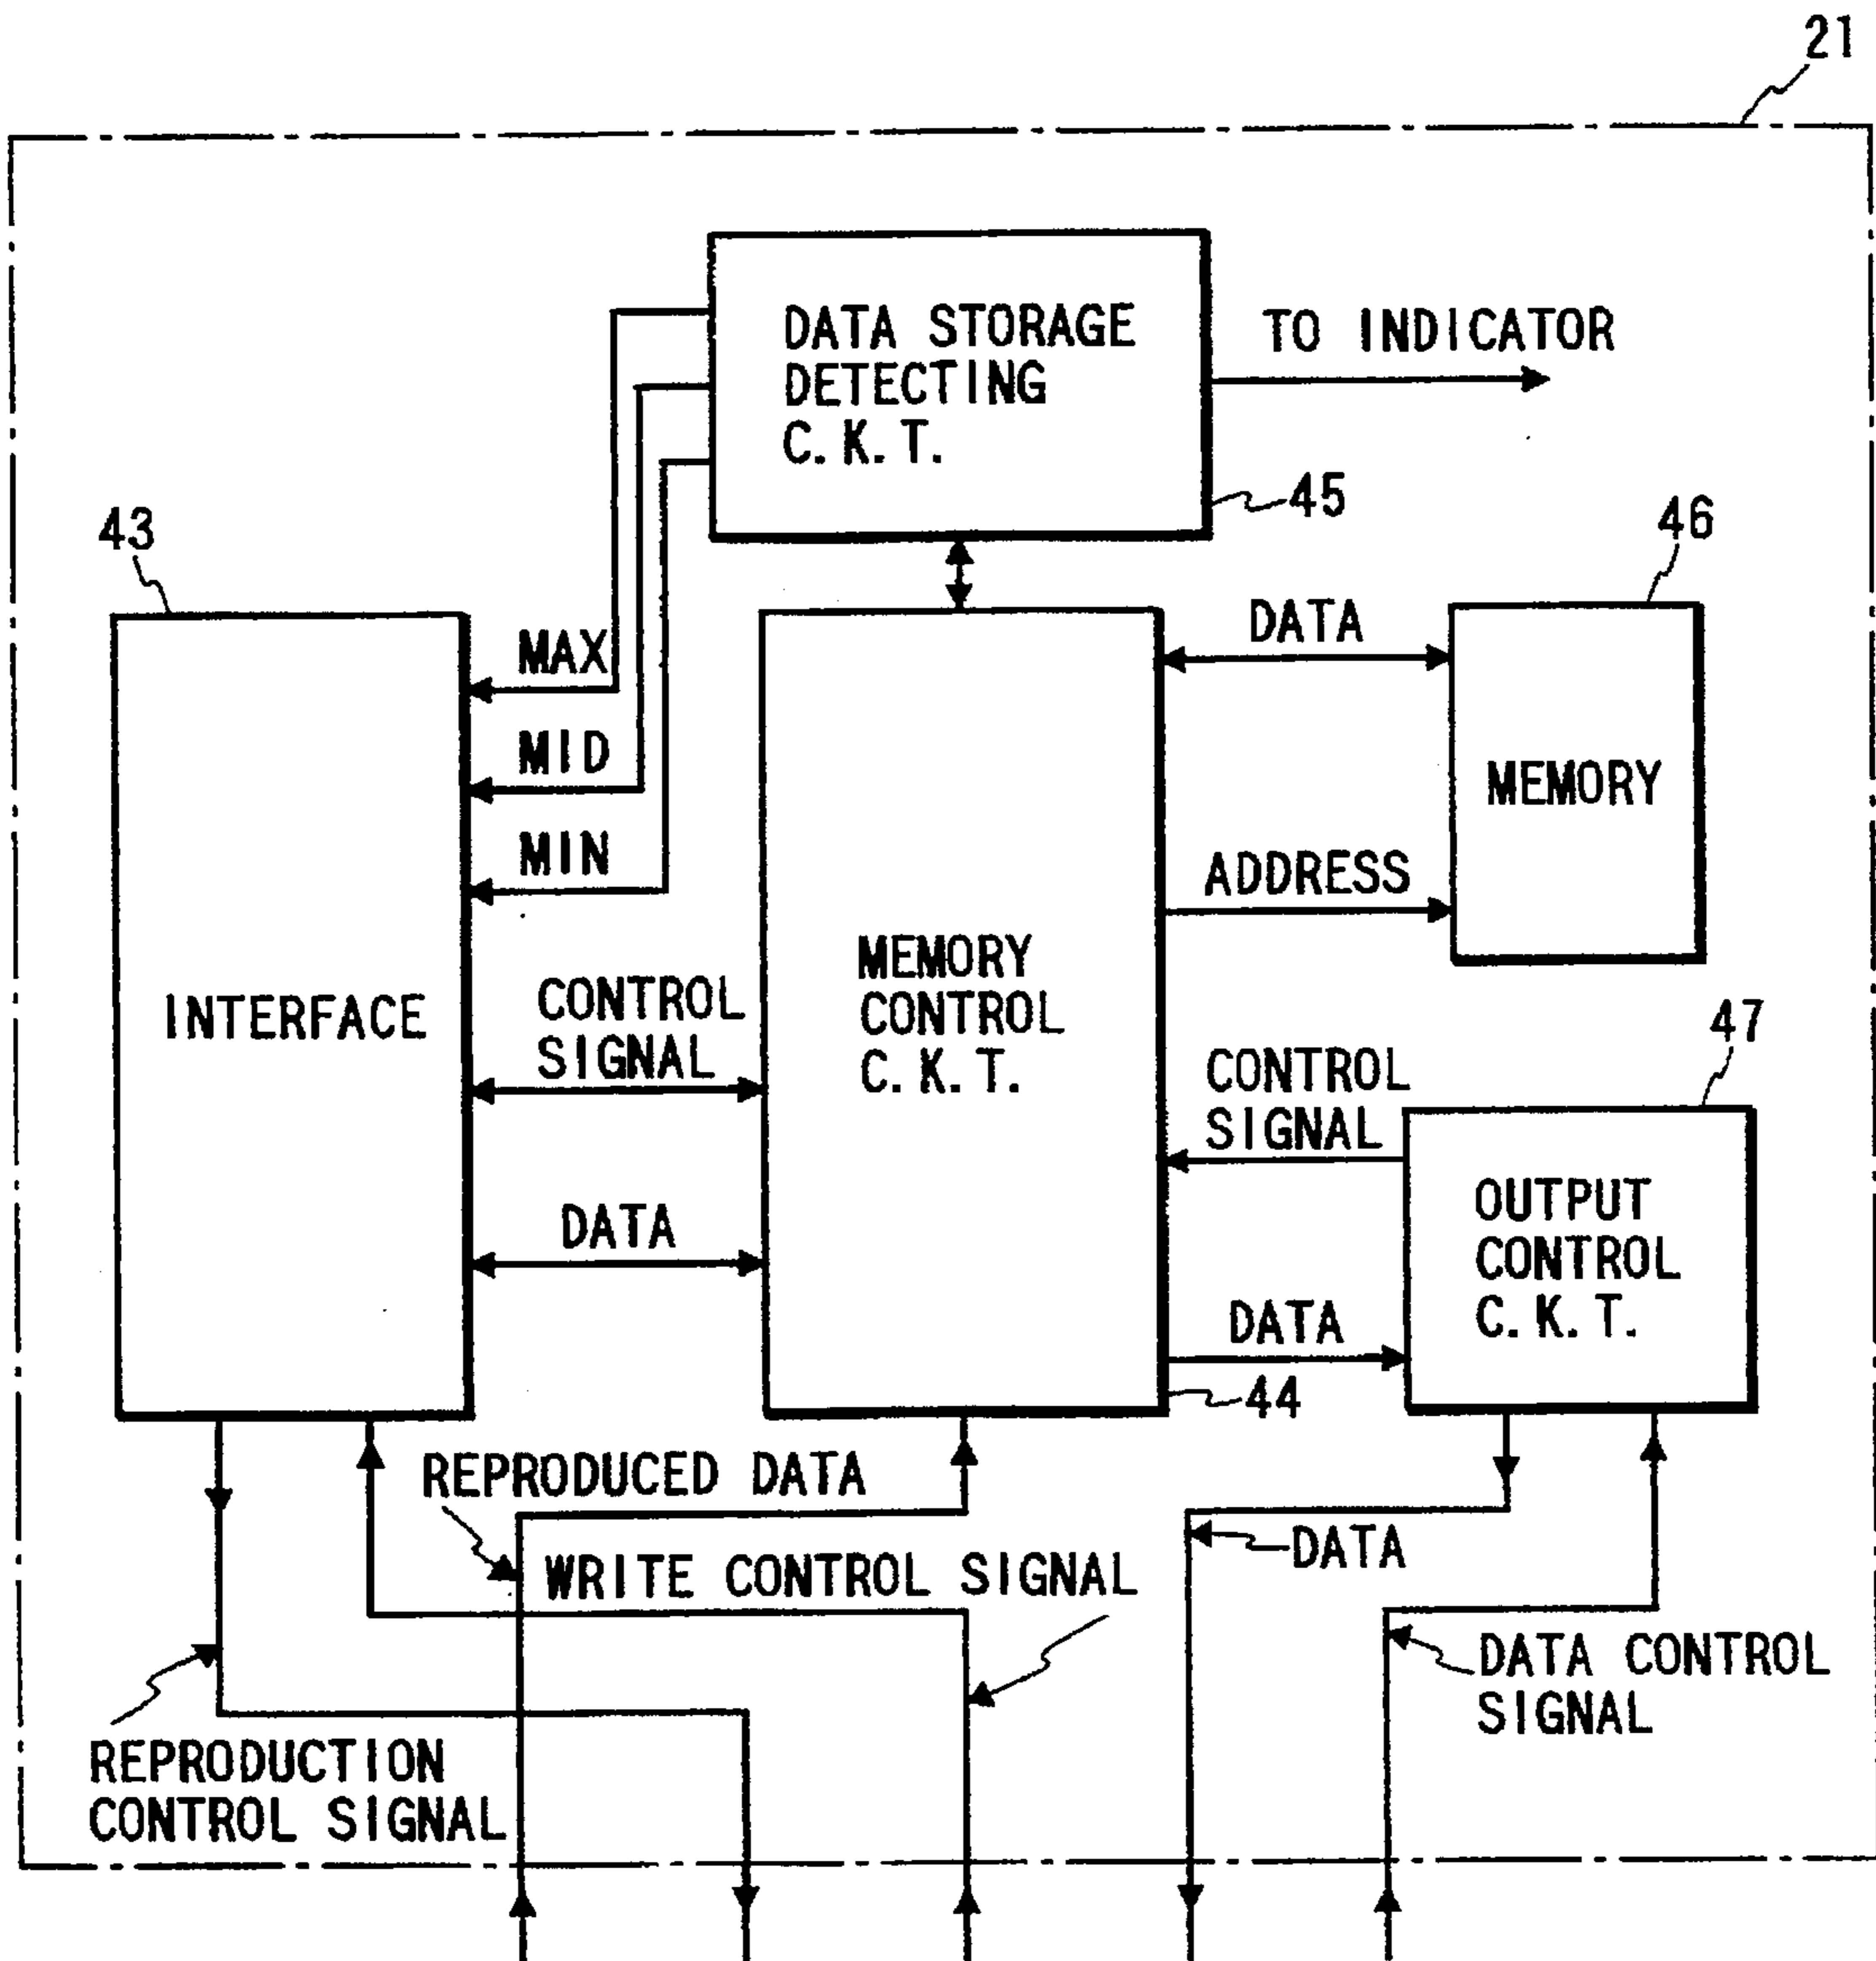 21
DATA STORAGE
DETECTING
C. K. T.
TO INDICATOR
45
43
46
MAX
MID
MIN
DATA
MEMORY
ADDRESS
INTERFACE
CONTROL
SIGNAL
MEMORY
CONTROL
C. K. T.
47
CONTROL
SIGNAL
DATA
OUTPUT
CONTROL
C. K. T.
DATA
44
REPRODUCED DATA
WRITE CONTROL SIGNAL
DATA
DATA CONTROL
SIGNAL
REPRODUCTION
CONTROL SIGNAL